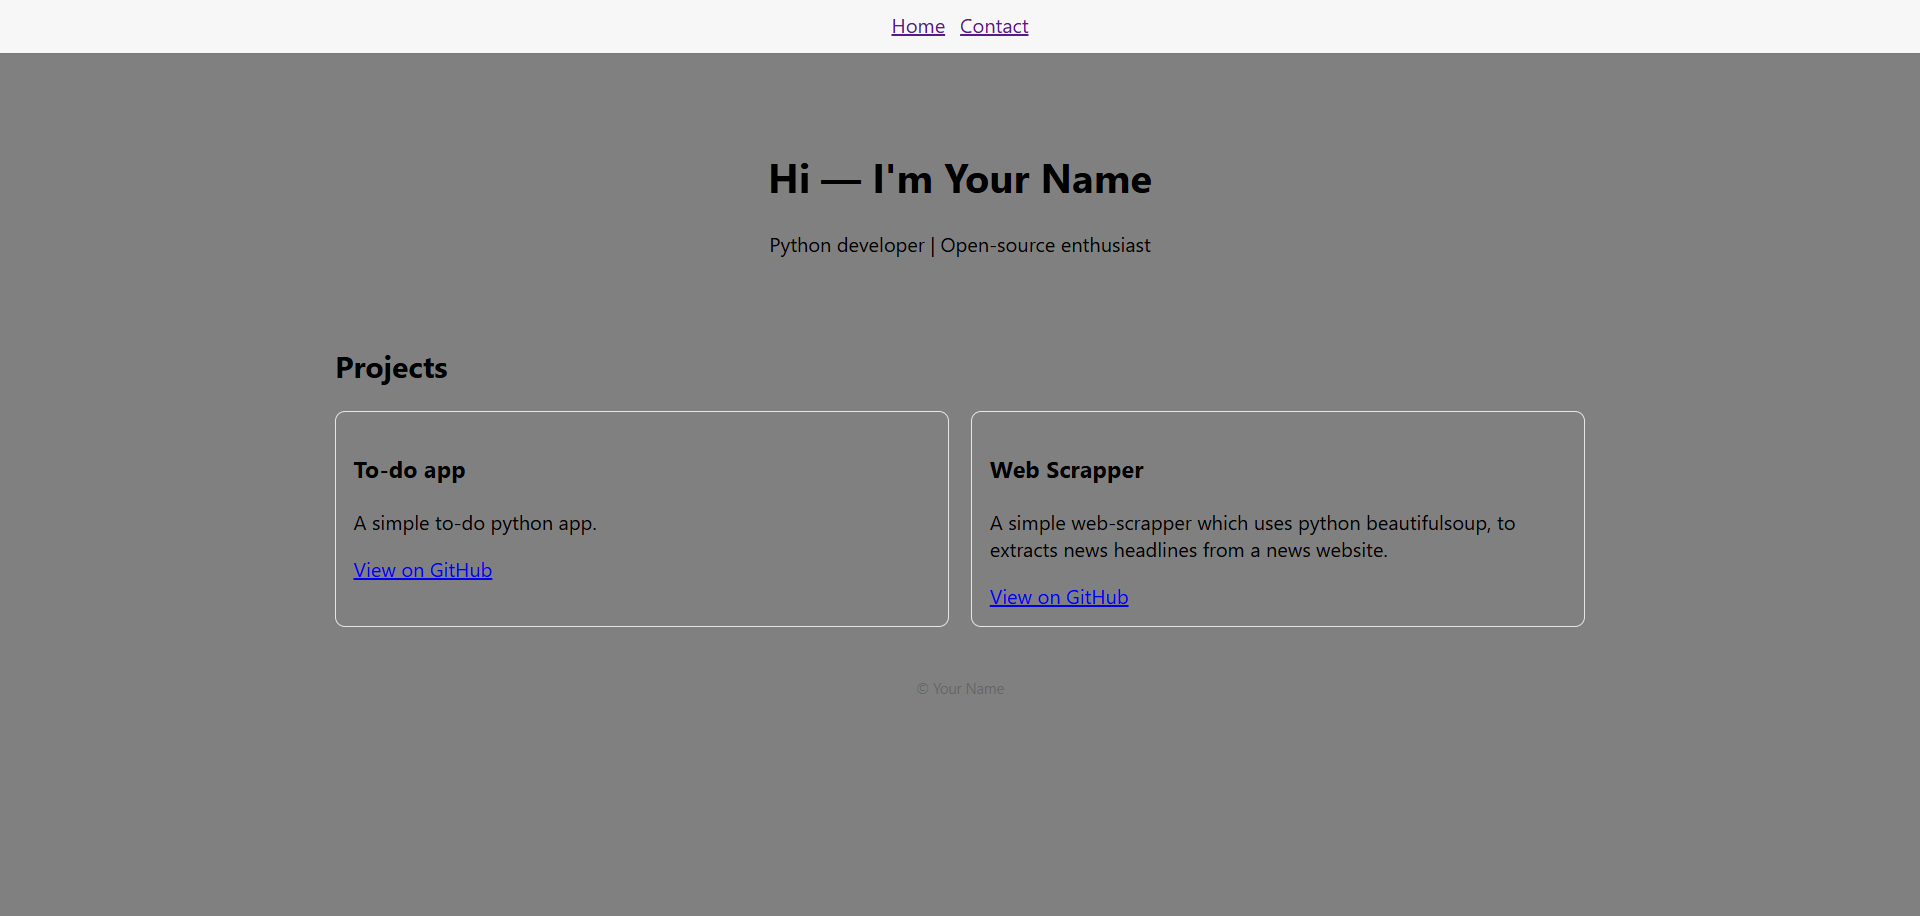 Home Contact
Hi — I'm Your Name
Python developer | Open-source enthusiast
Projects
To-do app
A simple to-do python app.
View on GitHub
Web Scrapper
A simple web-scrapper which uses python beautifulsoup, to
extracts news headlines from a news website.
View on GitHub
© Your Name